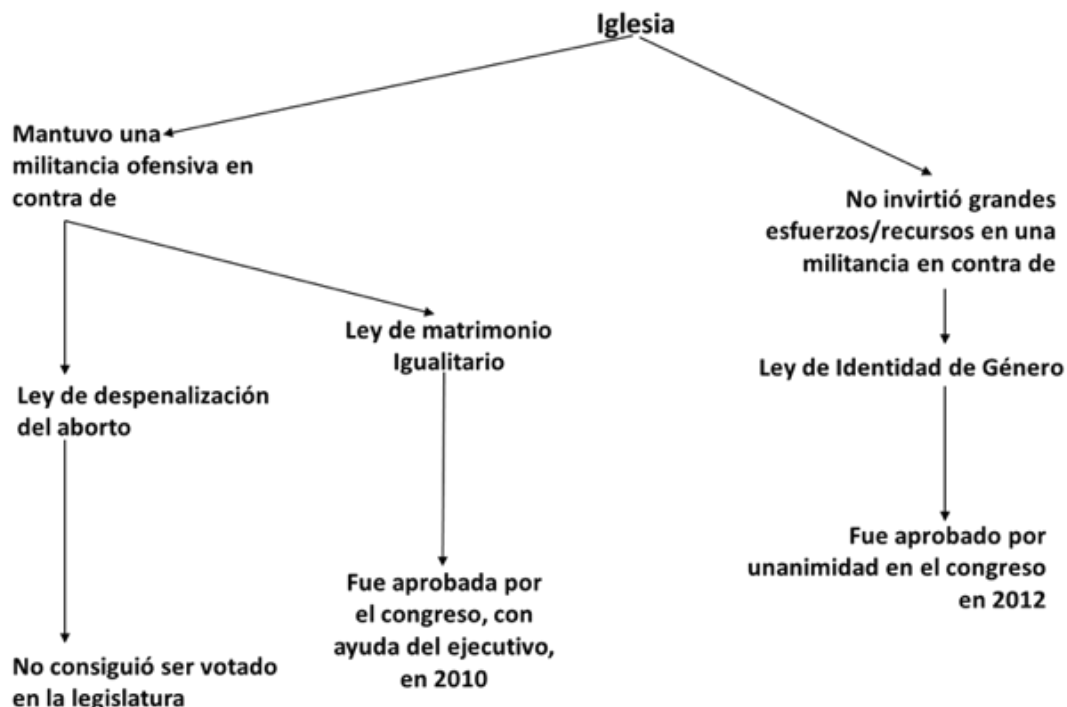 Iglesia
Mantuvo una
militancia ofensiva en
contra de
No invirtió grandes
esfuerzos/recursos en una
militancia en contra de
Ley de matrimonio
Igualitario
Ley de Identidad de Género
Ley de despenalización
del aborto
Fue aprobado por
unanimidad en el congreso
en 2012
Fue aprobada por
el congreso, con
ayuda del ejecutivo,
en 2010
No consiguió ser votado
en la legislatura